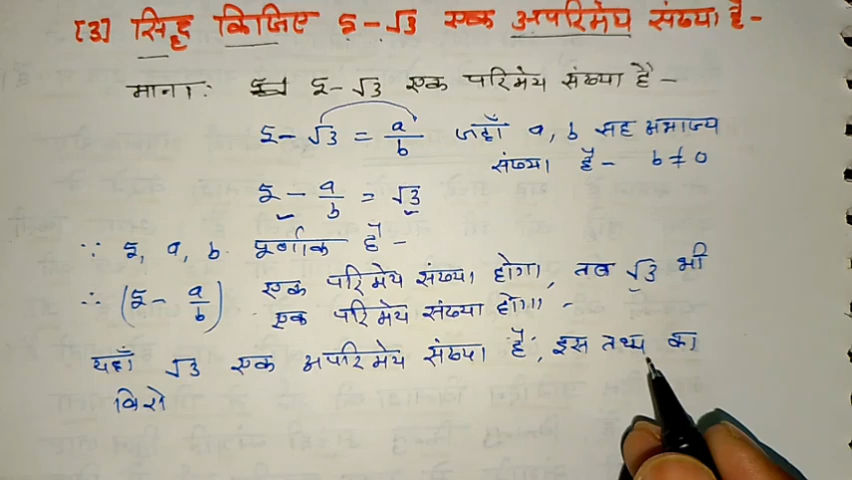 [3] सिद्ध किजिए 5 - √3 एक अपरिमेय संख्या है -
माना: 5 - √3 एक परिमेय संख्या है -
5 - √3 = a/b जहाँ a, b सह अभाज्य
संख्या है - b ≠ 0
5 - a/b = √3
∵ 5, a, b पूर्णांक है -
∴ (5 - a/b) एक परिमेय संख्या होगा, तब √3 भी
एक परिमेय संख्या होगा -
यहाँ √3 एक अपरिमेय संख्या है, इस तथ्य का
विरो